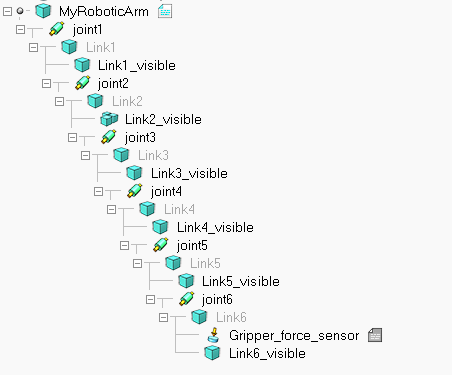 MyRoboticArm
joint1
Link1
Link1_visible
joint2
Link2
Link2_visible
joint3
Link3
Link3_visible
joint4
Link4
Link4_visible
joint5
Link5
Link5_visible
joint6
Link6
Gripper_force_sensor
Link6_visible